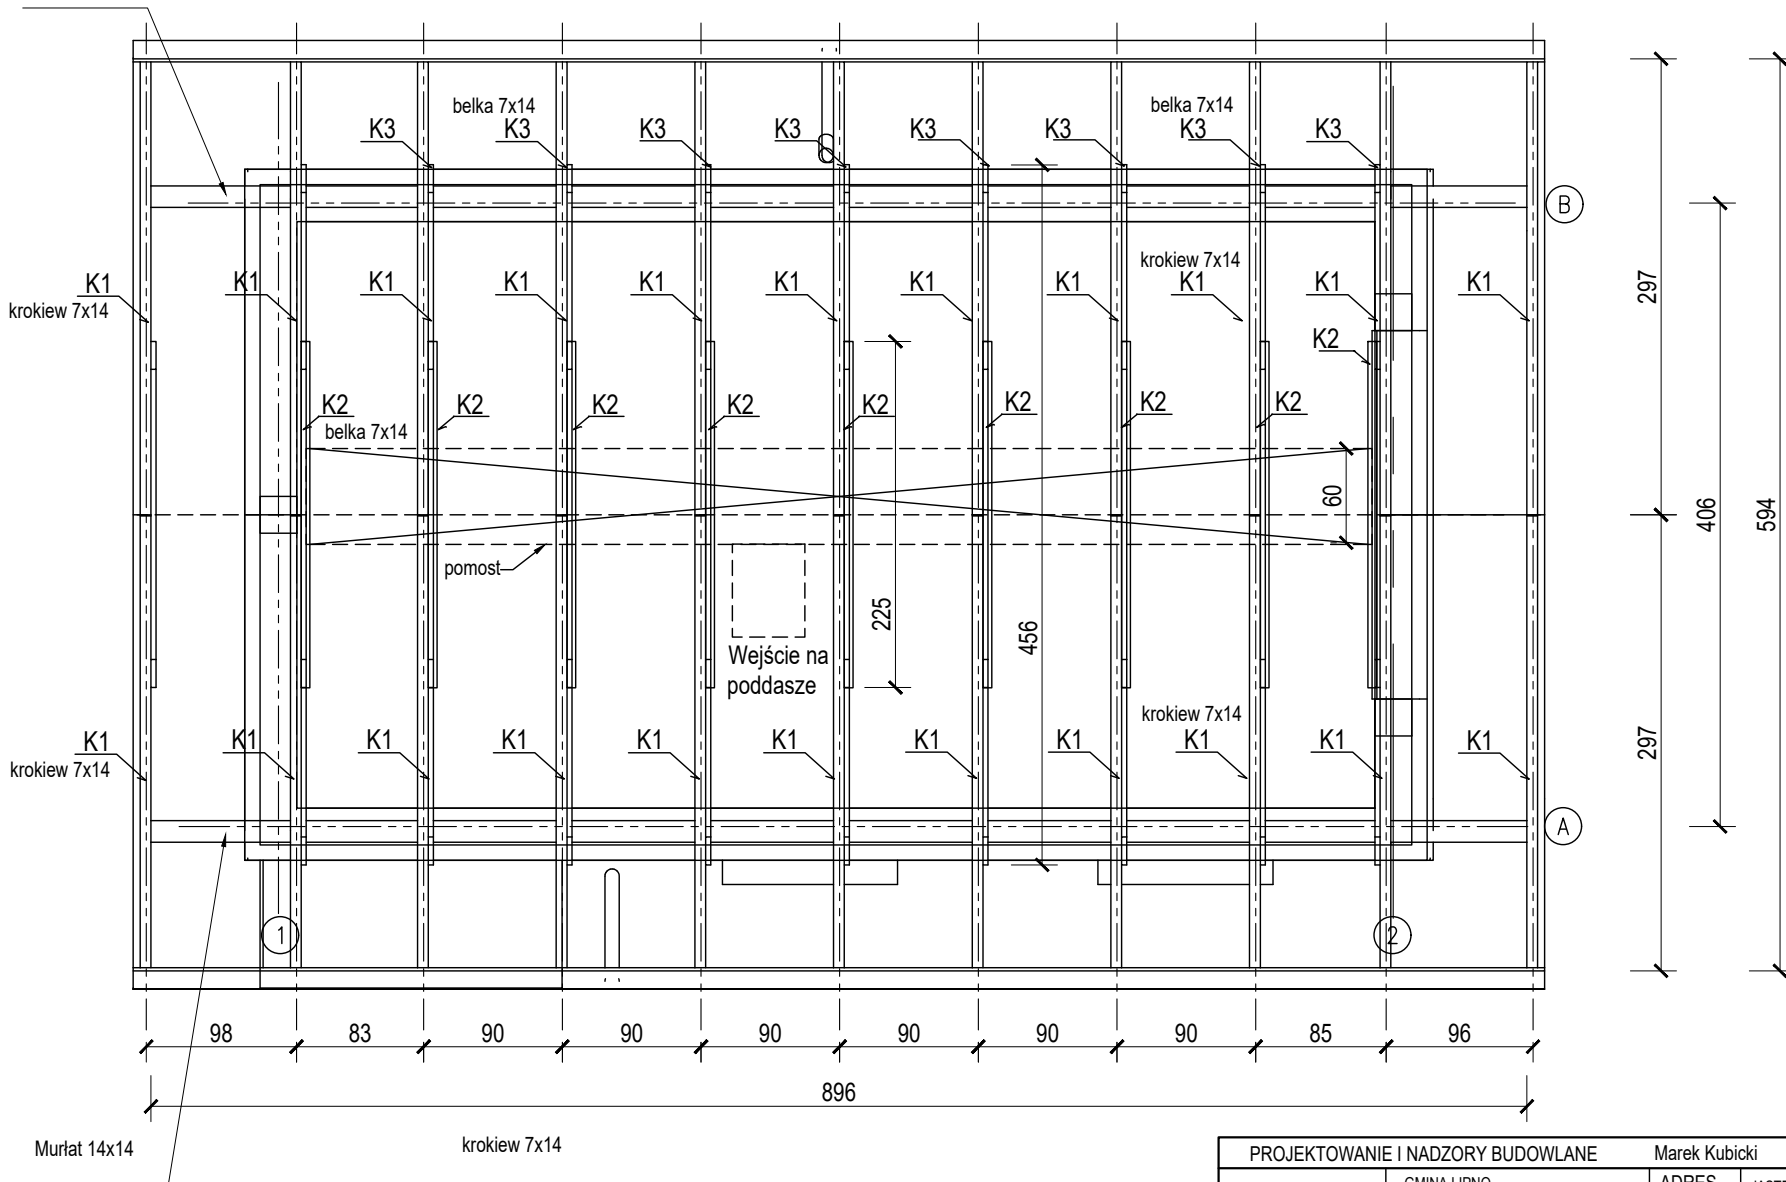 belka 7x14
belka 7x14
K3
K3
K3
K3
K3
K3
K3
K3
B
K1
K1
K1
K1
K1
K1
K1
K1
krokiew 7x14
K1
K1
K1
krokiew 7x14
297
K2
K2
K2
K2
K2
K2
K2
K2
K2
belka 7x14
60
406
594
pomost
225
456
Wejście na
poddasze
krokiew 7x14
K1
K1
K1
K1
K1
K1
K1
K1
K1
K1
K1
297
krokiew 7x14
A
1
2
98
83
90
90
90
90
90
90
85
96
896
Murłat 14x14
krokiew 7x14
PROJEKTOWANIE I NADZORY BUDOWLANE
Marek Kubicki